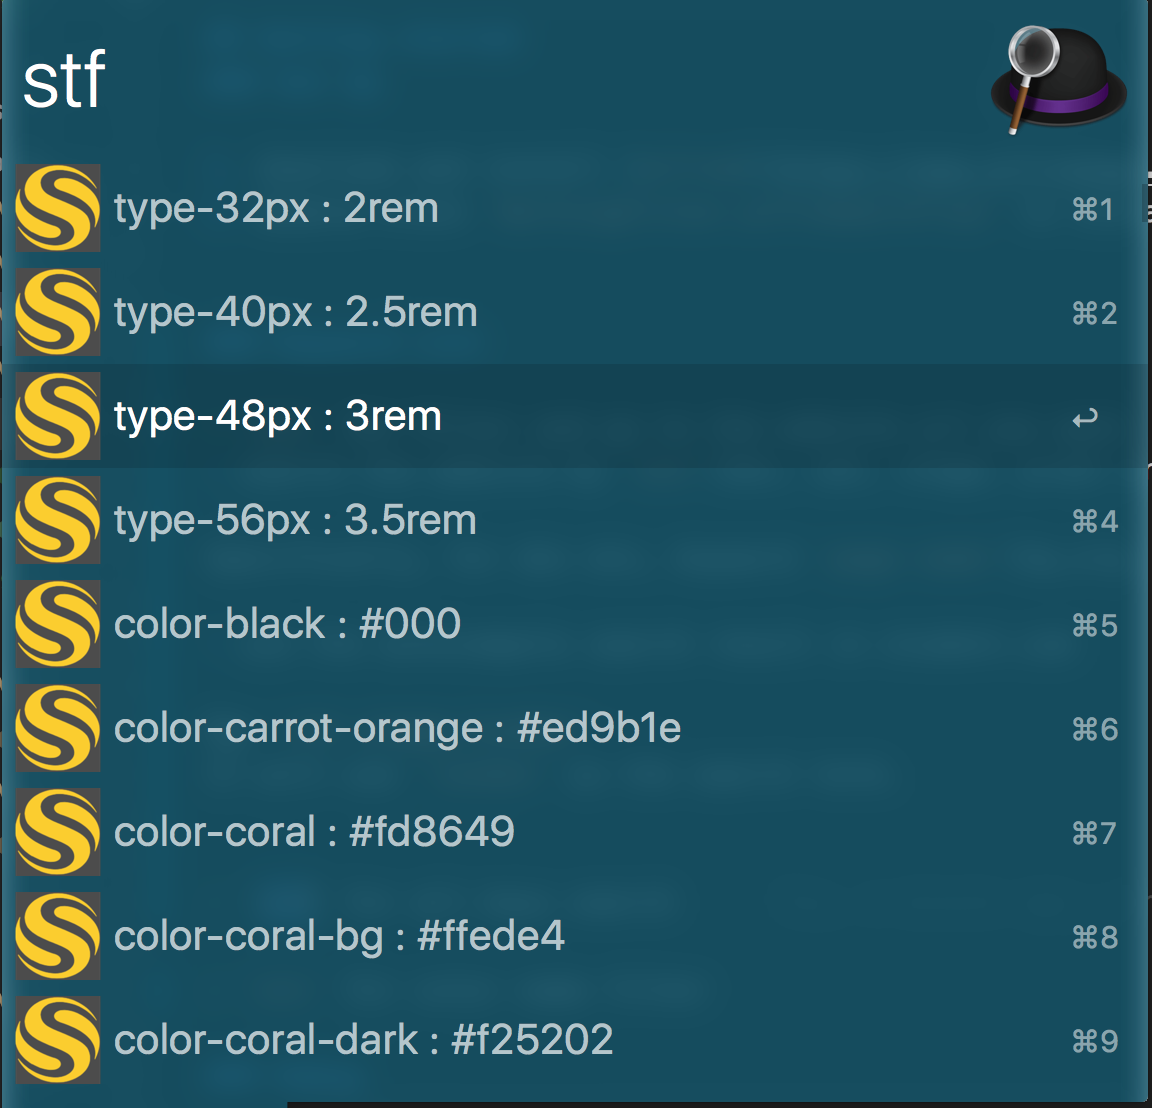 stf
type-32px : 2rem ⌘1
type-40px : 2.5rem ⌘2
type-48px : 3rem ↩
type-56px : 3.5rem ⌘4
color-black : #000 ⌘5
color-carrot-orange : #ed9b1e ⌘6
color-coral : #fd8649 ⌘7
color-coral-bg : #ffede4 ⌘8
color-coral-dark : #f25202 ⌘9